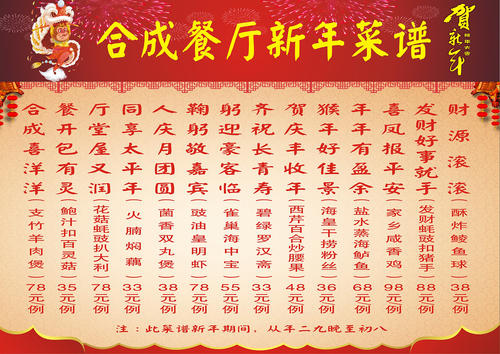 合成餐厅新年菜谱
贺新年
猴年大吉
合成喜洋洋(支竹羊肉煲)78元例
餐开包有灵(鲍汁扣百灵菇)35元例
厅堂屋又润(花菇蚝豉扒大利)78元例
同享太平年(火腩焖藕)33元例
人庆月团圆(菌香双丸煲)38元例
鞠躬敬嘉宾(豉油皇明虾)78元例
躬迎豪客临(雀巢海中宝)55元例
齐祝长青寿(碧绿罗汉斋)33元例
贺庆丰收年(西芹百合炒腰果)48元例
猴年好佳景(海皇干捞粉丝)36元例
年年有盈余(盐水蒸海鲈鱼)68元例
喜凤报平安(家乡咸香鸡)98元例
发财好事就手(发财蚝豉扣猪手)88元例
财源滚滚(酥炸鲮鱼球)38元例
注:此菜谱新年期间,从年二九晚至初八